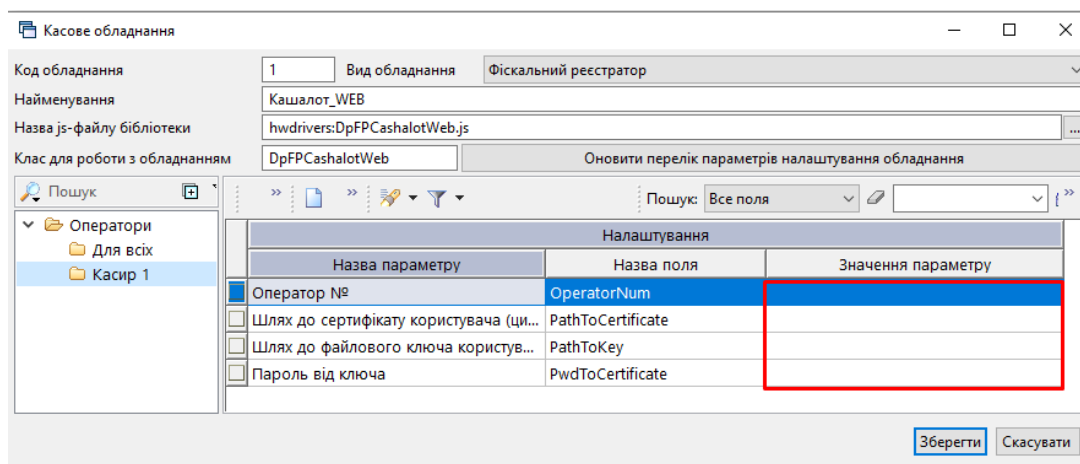 Касове обладнання
Код обладнання 1 Вид обладнання Фіскальний реєстратор
Найменування Кашалот_WEB
Назва js-файлу бібліотеки hwdrivers:DpFPCashalotWeb.js ...
Клас для роботи з обладнанням DpFPCashalotWeb Оновити перелік параметрів налаштування обладнання
Пошук Пошук: Все поля
Оператори
Для всіх
Касир 1
Налаштування
Назва параметру Назва поля Значення параметру
Оператор № OperatorNum
Шлях до сертифікату користувача (ци... PathToCertificate
Шлях до файлового ключа користув... PathToKey
Пароль від ключа PwdToCertificate
Зберегти Скасувати